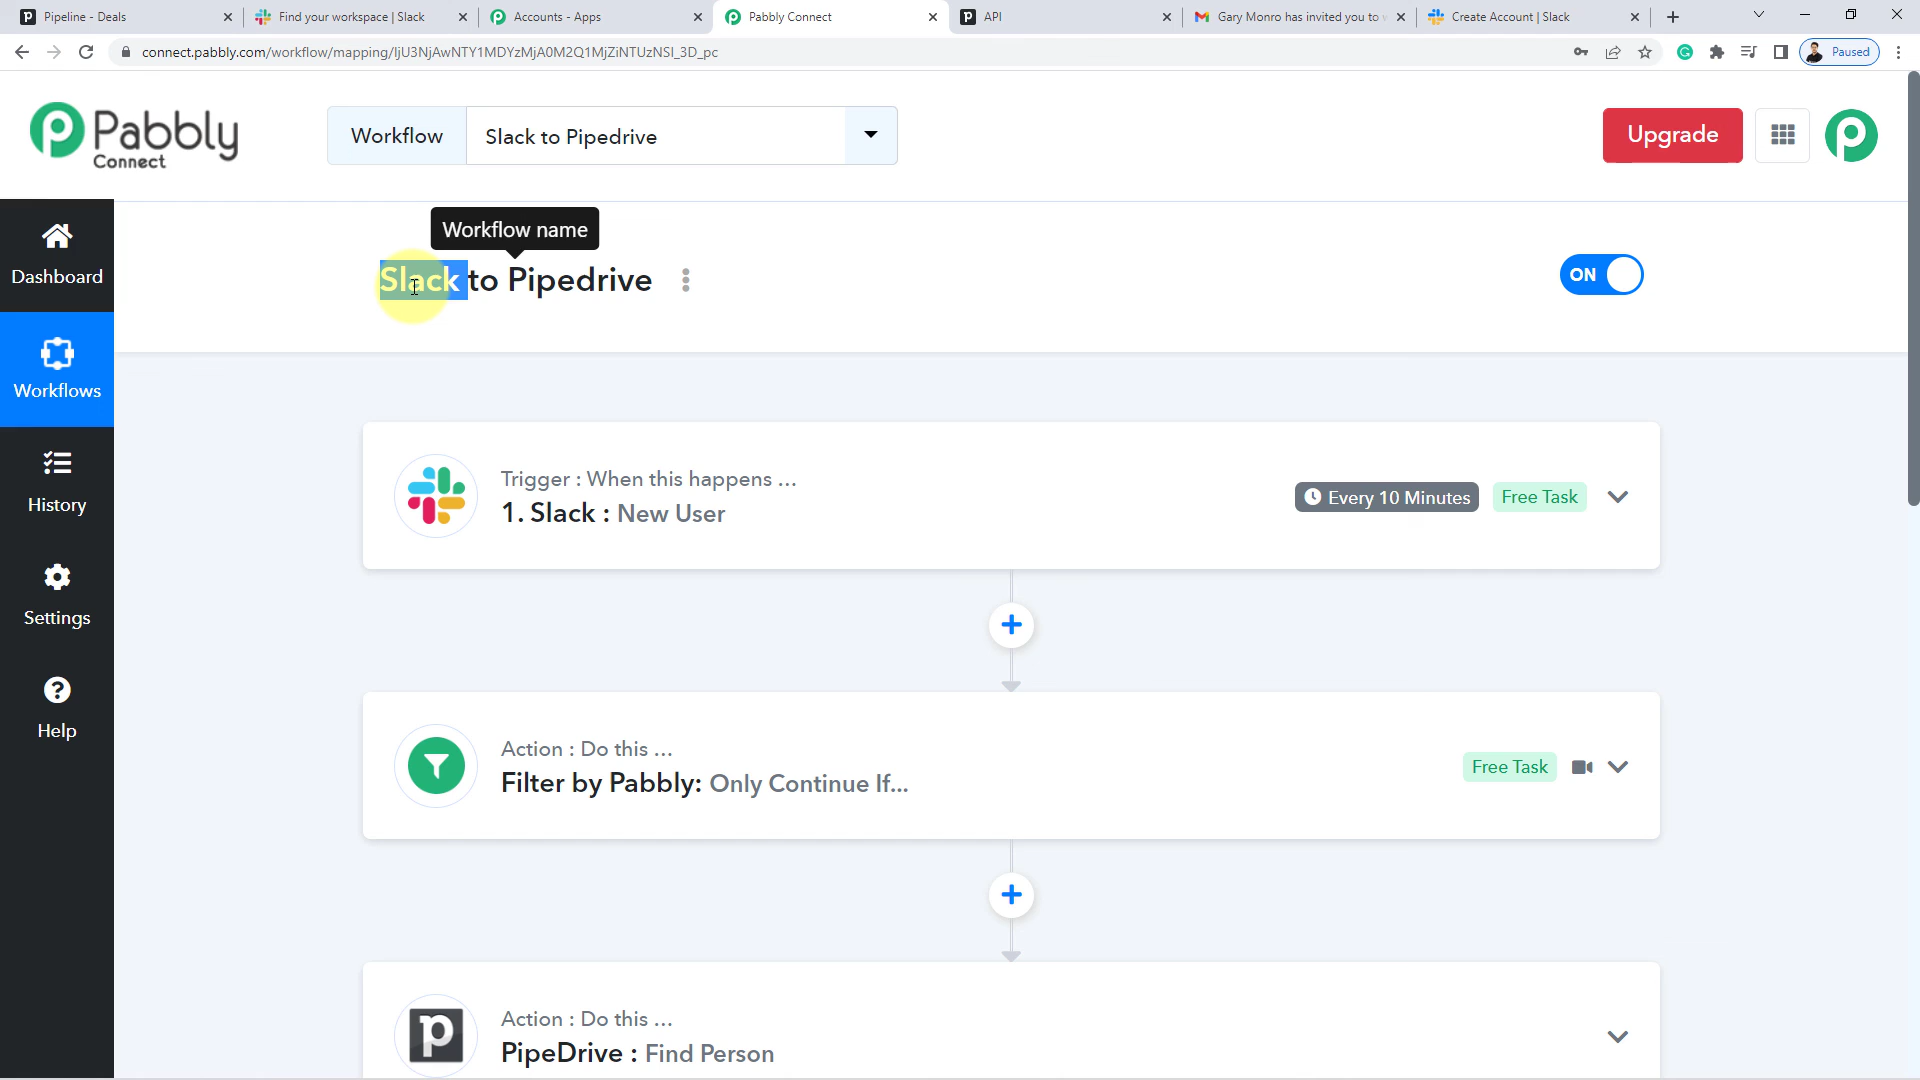 Pipeline - Deals
Find your workspace | Slack
Accounts - Apps
Pabbly Connect
API
Gary Monro has invited you to
Create Account | Slack
connect.pabbly.com/workflow/mapping/
Paused
Pabbly
Connect
Workflow
Slack to Pipedrive
Upgrade
Workflow name
Slack to Pipedrive
ON
Dashboard
Workflows
History
Settings
Help
Trigger : When this happens ...
1. Slack : New User
Every 10 Minutes
Free Task
Action : Do this ...
Filter by Pabbly: Only Continue If...
Free Task
Action : Do this ...
PipeDrive : Find Person